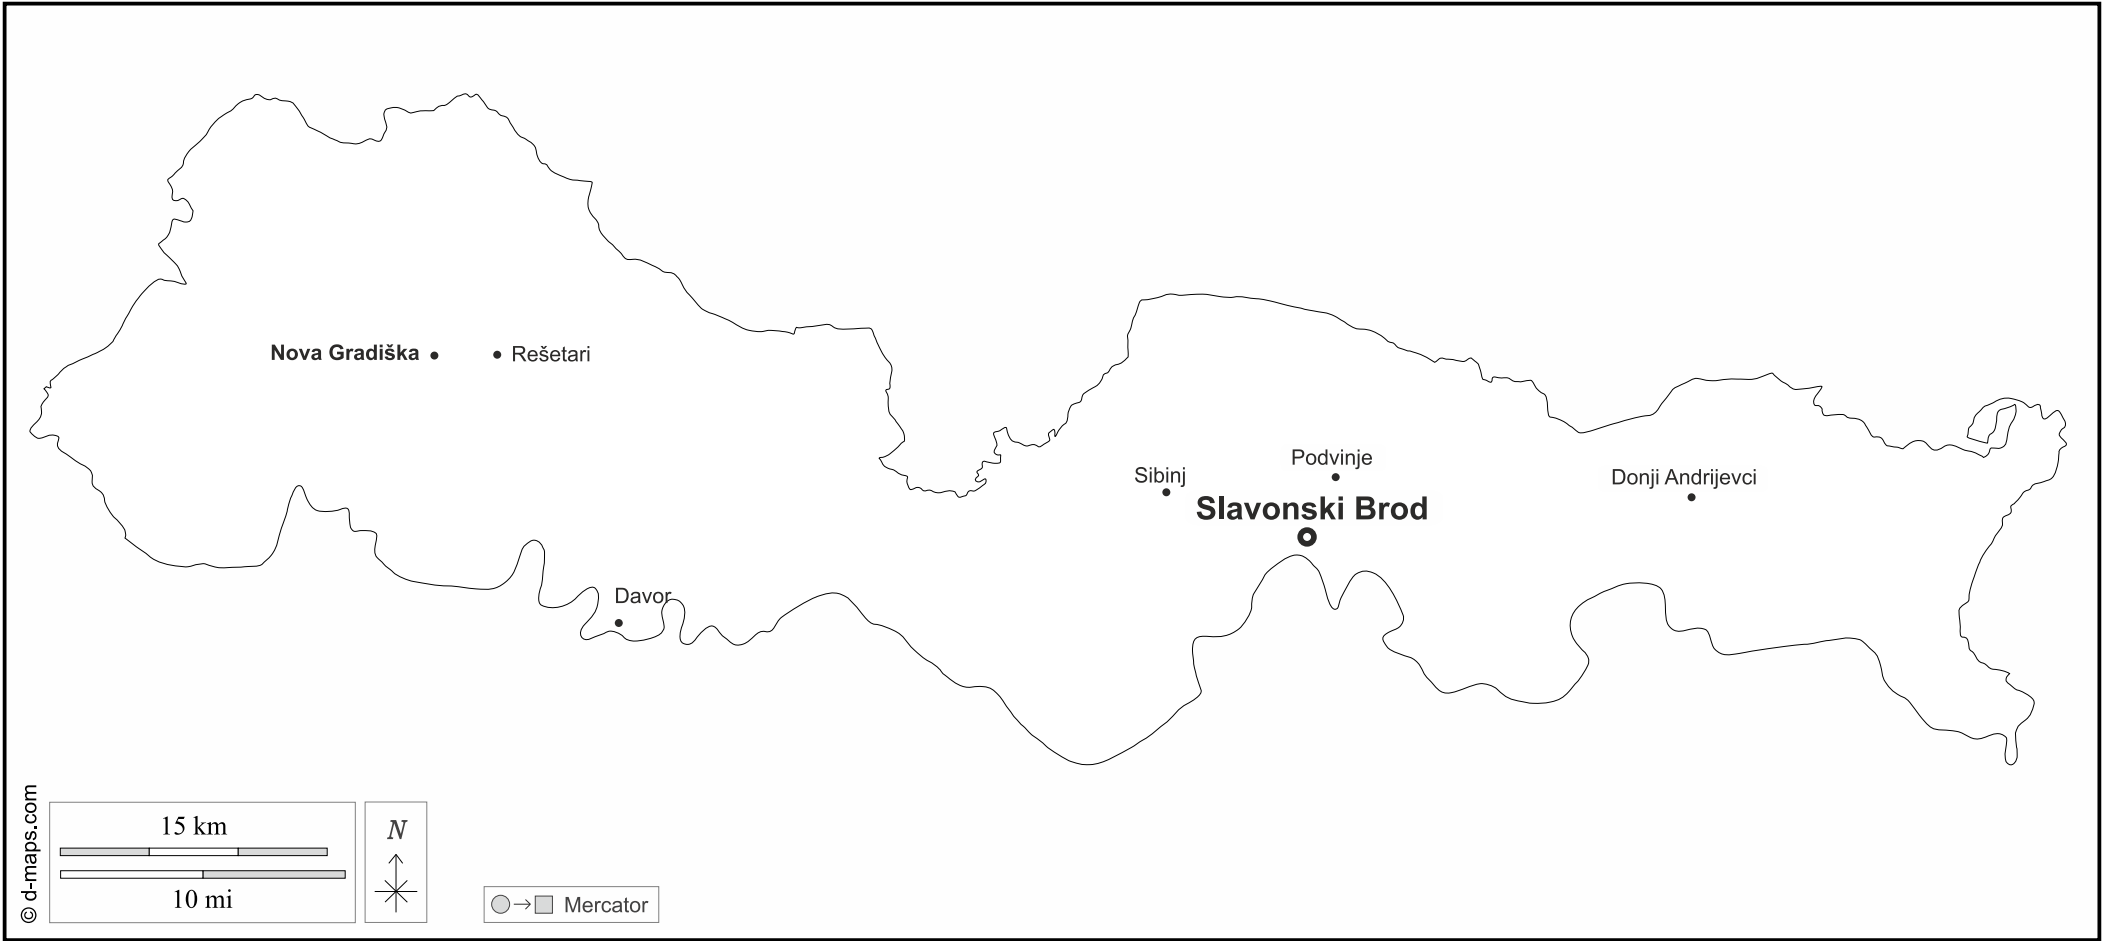 Nova Gradiška
Rešetari
Podvinje
Sibinj
Donji Andrijevci
Slavonski Brod
Davor
© d-maps.com
15 km
10 mi
N
Mercator